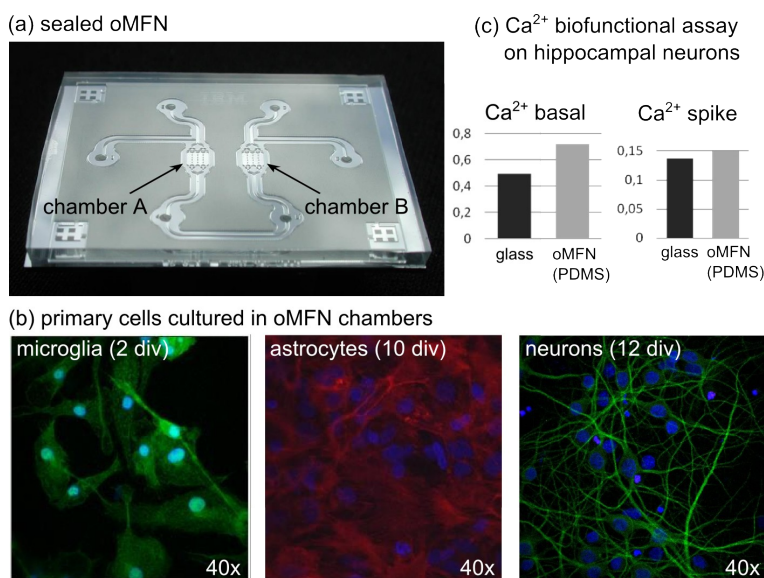 (a) sealed oMFN
chamber A
chamber B
(c) Ca²⁺ biofunctional assay
on hippocampal neurons
Ca²⁺ basal
0,8
0,6
0,4
0,2
0
glass
oMFN
(PDMS)
Ca²⁺ spike
0,15
0,1
0,05
0
glass
oMFN
(PDMS)
(b) primary cells cultured in oMFN chambers
microglia (2 div)
40x
astrocytes (10 div)
40x
neurons (12 div)
40x